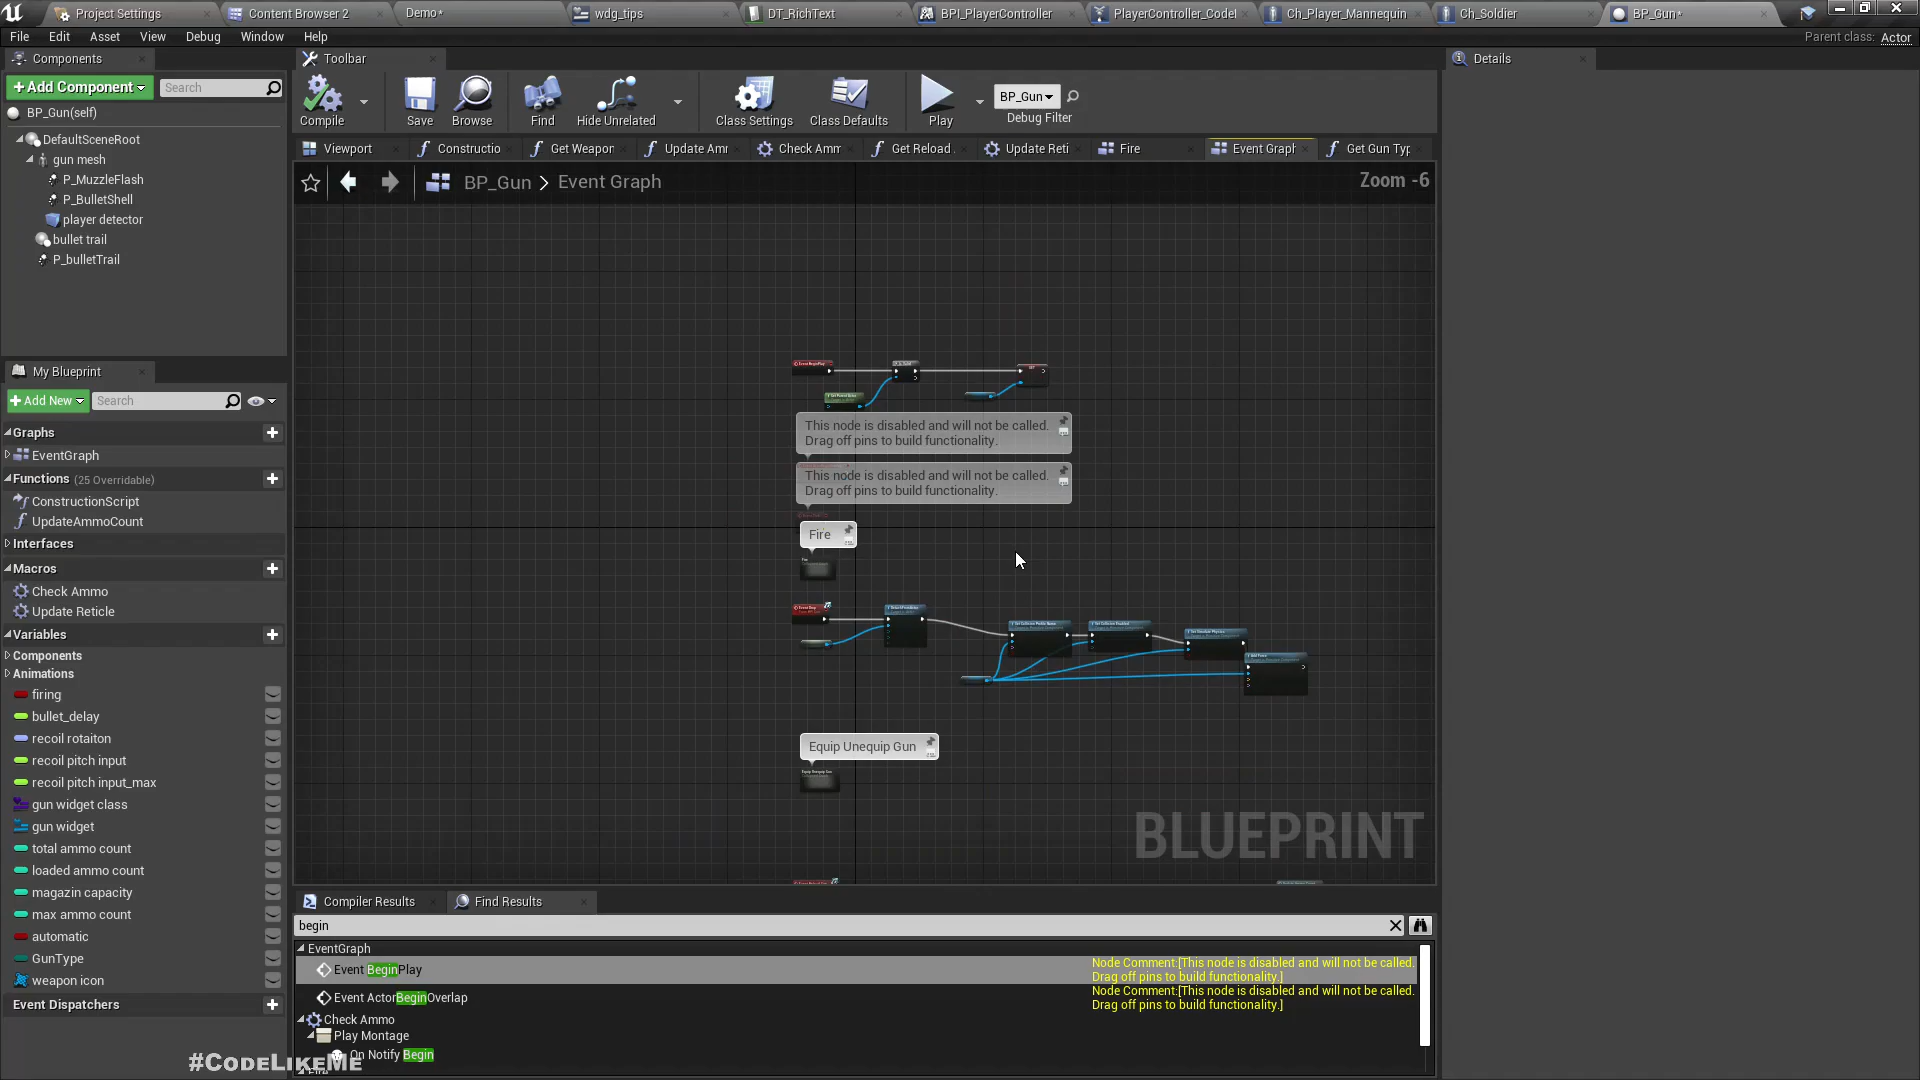 Project Settings
Content Browser 2
Demo*
wdg_tips
DT_RichText
BPI_PlayerController
PlayerController_CodeL
Ch_Player_Mannequin
Ch_Soldier
BP_Gun*
File Edit Asset View Debug Window Help
Parent class: Actor
Components
+Add Component
Search
BP_Gun(self)
DefaultSceneRoot
gun mesh
P_MuzzleFlash
P_BulletShell
player detector
bullet trail
P_bulletTrail
Toolbar
Compile
Save
Browse
Find
Hide Unrelated
Class Settings
Class Defaults
Play
BP_Gun
Debug Filter
Details
Viewport
Constructio
Get Weapon
Update Am
Check Amm
Get Reload
Update Reti
Fire
Event Graph
Get Gun Typ
BP_Gun > Event Graph
Zoom -6
Event BeginPlay
This node is disabled and will not be called.
Drag off pins to build functionality.
This node is disabled and will not be called.
Drag off pins to build functionality.
Fire
Equip Unequip Gun
BLUEPRINT
My Blueprint
+Add New
Search
Graphs
EventGraph
Functions (25 Overridable)
ConstructionScript
UpdateAmmoCount
Interfaces
Macros
Check Ammo
Update Reticle
Variables
Components
Animations
firing
bullet_delay
recoil rotaiton
recoil pitch input
recoil pitch input_max
gun widget class
gun widget
total ammo count
loaded ammo count
magazin capacity
max ammo count
automatic
GunType
weapon icon
Event Dispatchers
Compiler Results
Find Results
begin
EventGraph
Event BeginPlay
Node Comment:[This node is disabled and will not be called.
Drag off pins to build functionality.]
Event ActorBeginOverlap
Node Comment:[This node is disabled and will not be called.
Drag off pins to build functionality.]
Check Ammo
Play Montage
On Notify Begin
#CodeLikeMe